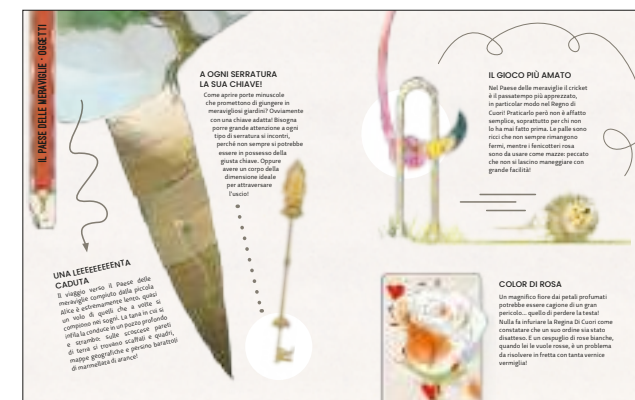 IL PAESE DELLE MERAVIGLIE - OGGETTI
A OGNI SERRATURA
LA SUA CHIAVE!
Come aprire porte minuscole
che promettono di giungere in
meravigliosi giardini? Ovviamente
con una chiave adatta! Bisogna
porre grande attenzione a ogni
tipo di serratura si incontri,
perché non sempre si potrebbe
essere in possesso della
giusta chiave. Oppure
avere un corpo della
dimensione ideale
per attraversare
l'uscio!
IL GIOCO PIÙ AMATO
Nel Paese delle meraviglie il cricket
è il passatempo più apprezzato,
in particolar modo nel Regno di
Cuori! Praticarlo però non è affatto
semplice, soprattutto per chi non
lo ha mai fatto prima. Le palle sono
ricci che non sempre rimangono
fermi, mentre i fenicotteri rosa
sono da usare come mazze: peccato
che non si lascino maneggiare con
grande facilità!
UNA LEEEEEEEENTA
CADUTA
Il viaggio verso il Paese delle
meraviglie compiuto dalla piccola
Alice è estremamente lento, quasi
un volo di quelli che a volte si
compiono nei sogni. La tana in cui si
infila la conduce in un pozzo profondo
e strambo: sulle scoscese pareti
di terra si trovano scaffali e quadri,
mappe geografiche e persino barattoli
di marmellata di arance!
COLOR DI ROSA
Un magnifico fiore dai petali profumati
potrebbe essere cagione di un gran
pericolo... quello di perdere la testa!
Nulla fa infuriare la Regina Di Cuori come
constatare che un suo ordine sia stato
disatteso. E un cespuglio di rose bianche,
quando lei le vuole rosse, è un problema
da risolvere in fretta con tanta vernice
vermiglia!